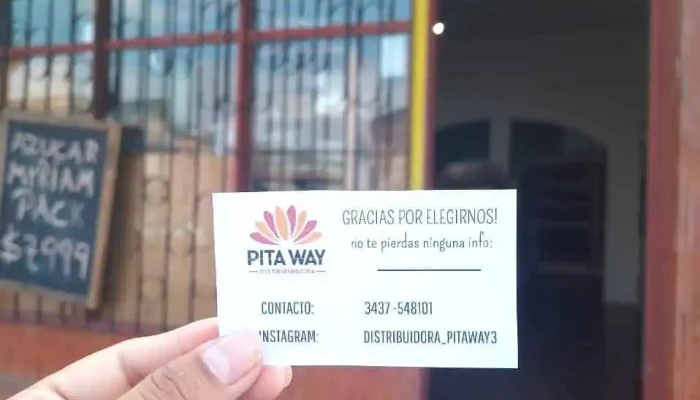 AZUCAR
MYRIAM
PACK
$7999
PITA WAY
DISTRIBUIDORA
GRACIAS POR ELEGIRNOS!
no te pierdas ninguna info:
CONTACTO: 3437-548101
INSTAGRAM: DISTRIBUIDORA_PITAWAY3